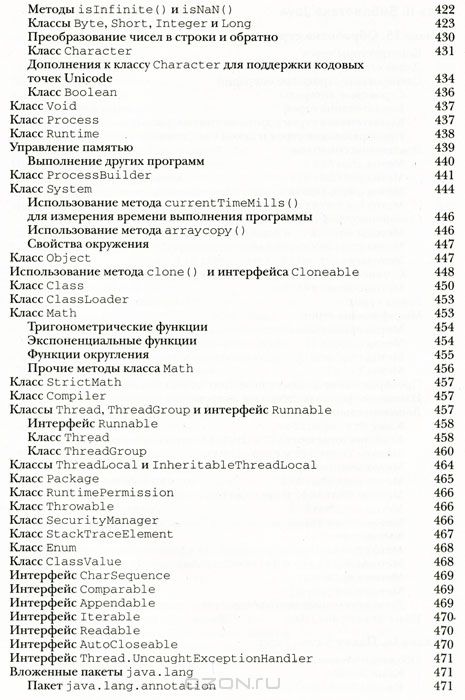 Методы isInfinite() и isNaN() 422
Классы Byte, Short, Integer и Long 423
Преобразование чисел в строки и обратно 430
Класс Character 431
Дополнения к классу Character для поддержки кодовых
точек Unicode 434
Класс Boolean 436
Класс Void 437
Класс Process 437
Класс Runtime 438
Управление памятью 439
Выполнение других программ 440
Класс ProcessBuilder 441
Класс System 444
Использование метода currentTimeMills()
для измерения времени выполнения программы 446
Использование метода arraycopy() 446
Свойства окружения 447
Класс Object 447
Использование метода clone() и интерфейса Cloneable 448
Класс Class 450
Класс ClassLoader 453
Класс Math 453
Тригонометрические функции 454
Экспоненциальные функции 454
Функции округления 455
Прочие методы класса Math 456
Класс StrictMath 457
Класс Compiler 457
Классы Thread, ThreadGroup и интерфейс Runnable 457
Интерфейс Runnable 458
Класс Thread 458
Класс ThreadGroup 460
Классы ThreadLocal и InheritableThreadLocal 464
Класс Package 465
Класс RuntimePermission 466
Класс Throwable 466
Класс SecurityManager 466
Класс StackTraceElement 467
Класс Enum 468
Класс ClassValue 468
Интерфейс CharSequence 469
Интерфейс Comparable 469
Интерфейс Appendable 469
Интерфейс Iterable 470
Интерфейс Readable 470
Интерфейс AutoCloseable 470
Интерфейс Thread.UncaughtExceptionHandler 471
Вложенные пакеты java.lang 471
Пакет java.lang.annotation 471
ozon.ru